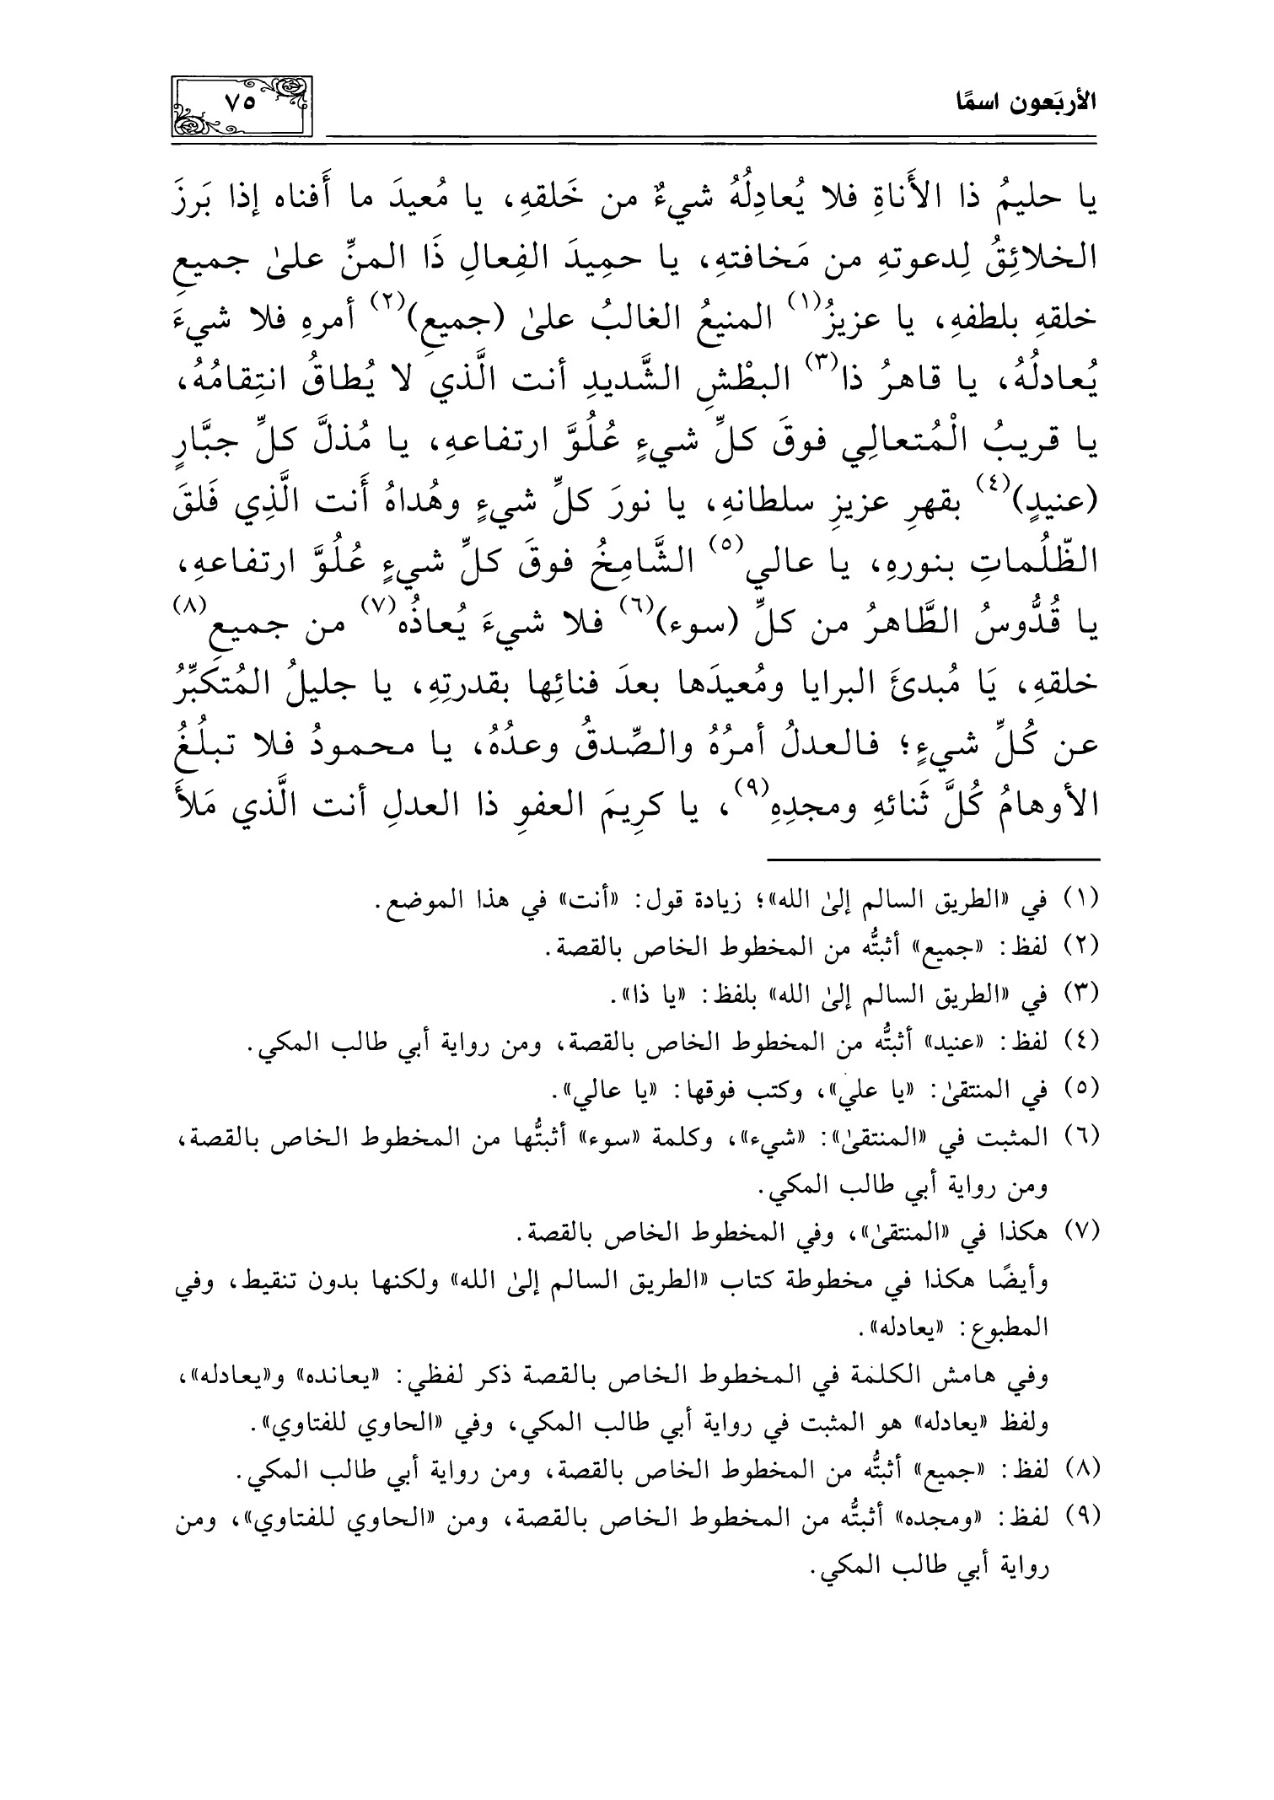 الأربَعون اسمًا
٧٥
يا حليمُ ذا الأَناةِ فلا يُعادِلُهُ شيءٌ من خَلقهِ، يا مُعيدَ ما أَفناه إذا بَرزَ
الخلائِقُ لِدعوتهِ من مَخافتهِ، يا حمِيدَ الفِعالِ ذَا المنِّ علىٰ جميعِ
خلقهِ بلطفهِ، يا عزيزُ(١) المنيعُ الغالبُ علىٰ (جميعِ)(٢) أمرهِ فلا شيءَ
يُعادلُهُ، يا قاهرُ ذا(٣) البطْشِ الشَّديدِ أنت الَّذي لا يُطاقُ انتِقامُهُ،
يا قريبُ الْمُتعالِي فوقَ كلِّ شيءٍ عُلُوَّ ارتفاعهِ، يا مُذلَّ كلِّ جبَّارٍ
(عنيدٍ)(٤) بقهرِ عزيزِ سلطانهِ، يا نورَ كلِّ شيءٍ وهُداهُ أَنت الَّذِي فَلقَ
الظّلُماتِ بنورهِ، يا عالي(٥) الشَّامِخُ فوقَ كلِّ شيءٍ عُلُوَّ ارتفاعهِ،
يا قُدُّوسُ الطَّاهرُ من كلِّ (سوء)(٦) فلا شيءَ يُعاذُه(٧) من جميعِ(٨)
خلقهِ، يَا مُبدئَ البرايا ومُعيدَها بعدَ فنائِها بقدرتِهِ، يا جليلُ المُتَكبِّرُ
عن كُلِّ شيءٍ؛ فالعدلُ أمرُهُ والصِّدقُ وعدُهُ، يا محمودُ فلا تبلُغُ
الأوهامُ كُلَّ ثَنائهِ ومجدِهِ(٩)، يا كرِيمَ العفوِ ذا العدلِ أنت الَّذي مَلأَ
(١) في «الطريق السالم إلىٰ الله»؛ زيادة قول: «أنت» في هذا الموضع.
(٢) لفظ: «جميع» أثبتُّه من المخطوط الخاص بالقصة.
(٣) في «الطريق السالم إلىٰ الله» بلفظ: «يا ذا».
(٤) لفظ: «عنيد» أثبتُّه من المخطوط الخاص بالقصة، ومن رواية أبي طالب المكي.
(٥) في المنتقىٰ: «يا علي»، وكتب فوقها: «يا عالي».
(٦) المثبت في «المنتقىٰ»: «شيء»، وكلمة «سوء» أثبتُّها من المخطوط الخاص بالقصة،
ومن رواية أبي طالب المكي.
(٧) هكذا في «المنتقىٰ»، وفي المخطوط الخاص بالقصة.
وأيضًا هكذا في مخطوطة كتاب «الطريق السالم إلىٰ الله» ولكنها بدون تنقيط، وفي
المطبوع: «يعادله».
وفي هامش الكلمة في المخطوط الخاص بالقصة ذكر لفظي: «يعانده» و«يعادله»،
ولفظ «يعادله» هو المثبت في رواية أبي طالب المكي، وفي «الحاوي للفتاوي».
(٨) لفظ: «جميع» أثبتُّه من المخطوط الخاص بالقصة، ومن رواية أبي طالب المكي.
(٩) لفظ: «ومجده» أثبتُّه من المخطوط الخاص بالقصة، ومن «الحاوي للفتاوي»، ومن
رواية أبي طالب المكي.